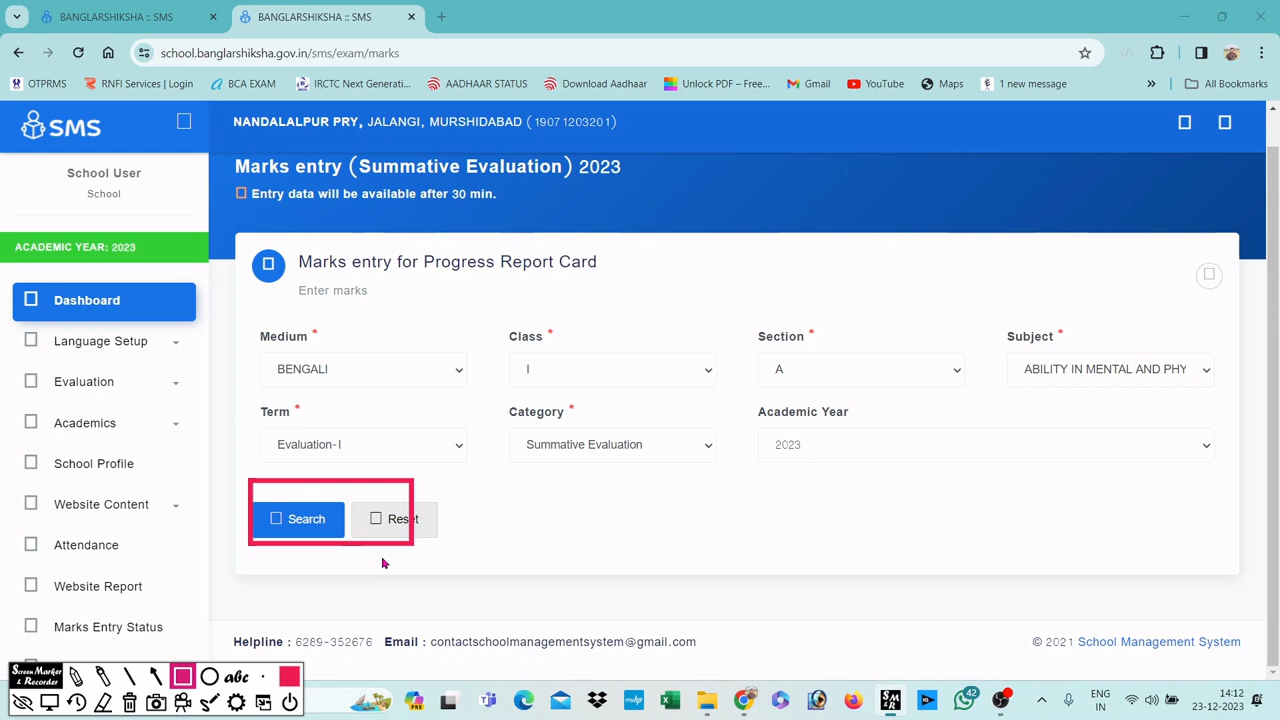 BANGLARSHIKSHA :: SMS
BANGLARSHIKSHA :: SMS
school.banglarshiksha.gov.in/sms/exam/marks
OTPRMS RNFI Services | Login BCA EXAM IRCTC Next Generati... AADHAAR STATUS Download Aadhaar Unlock PDF – Free... Gmail YouTube Maps 1 new message » All Bookmarks
SMS
NANDALALPUR PRY, JALANGI, MURSHIDABAD (19071203201)
School User
School
ACADEMIC YEAR: 2023
Dashboard
Language Setup
Evaluation
Academics
School Profile
Website Content
Attendance
Website Report
Marks Entry Status
Marks entry (Summative Evaluation) 2023
Entry data will be available after 30 min.
Marks entry for Progress Report Card
Enter marks
Medium * Class * Section * Subject *
BENGALI I A ABILITY IN MENTAL AND PHY
Term * Category * Academic Year
Evaluation-I Summative Evaluation 2023
Search Reset
Helpline : 6289-352676 Email : contactschoolmanagementsystem@gmail.com
© 2021 School Management System
Screen Marker & Recorder
abc
PRE
SM
&R
42
ENG
IN
14:12
23-12-2023